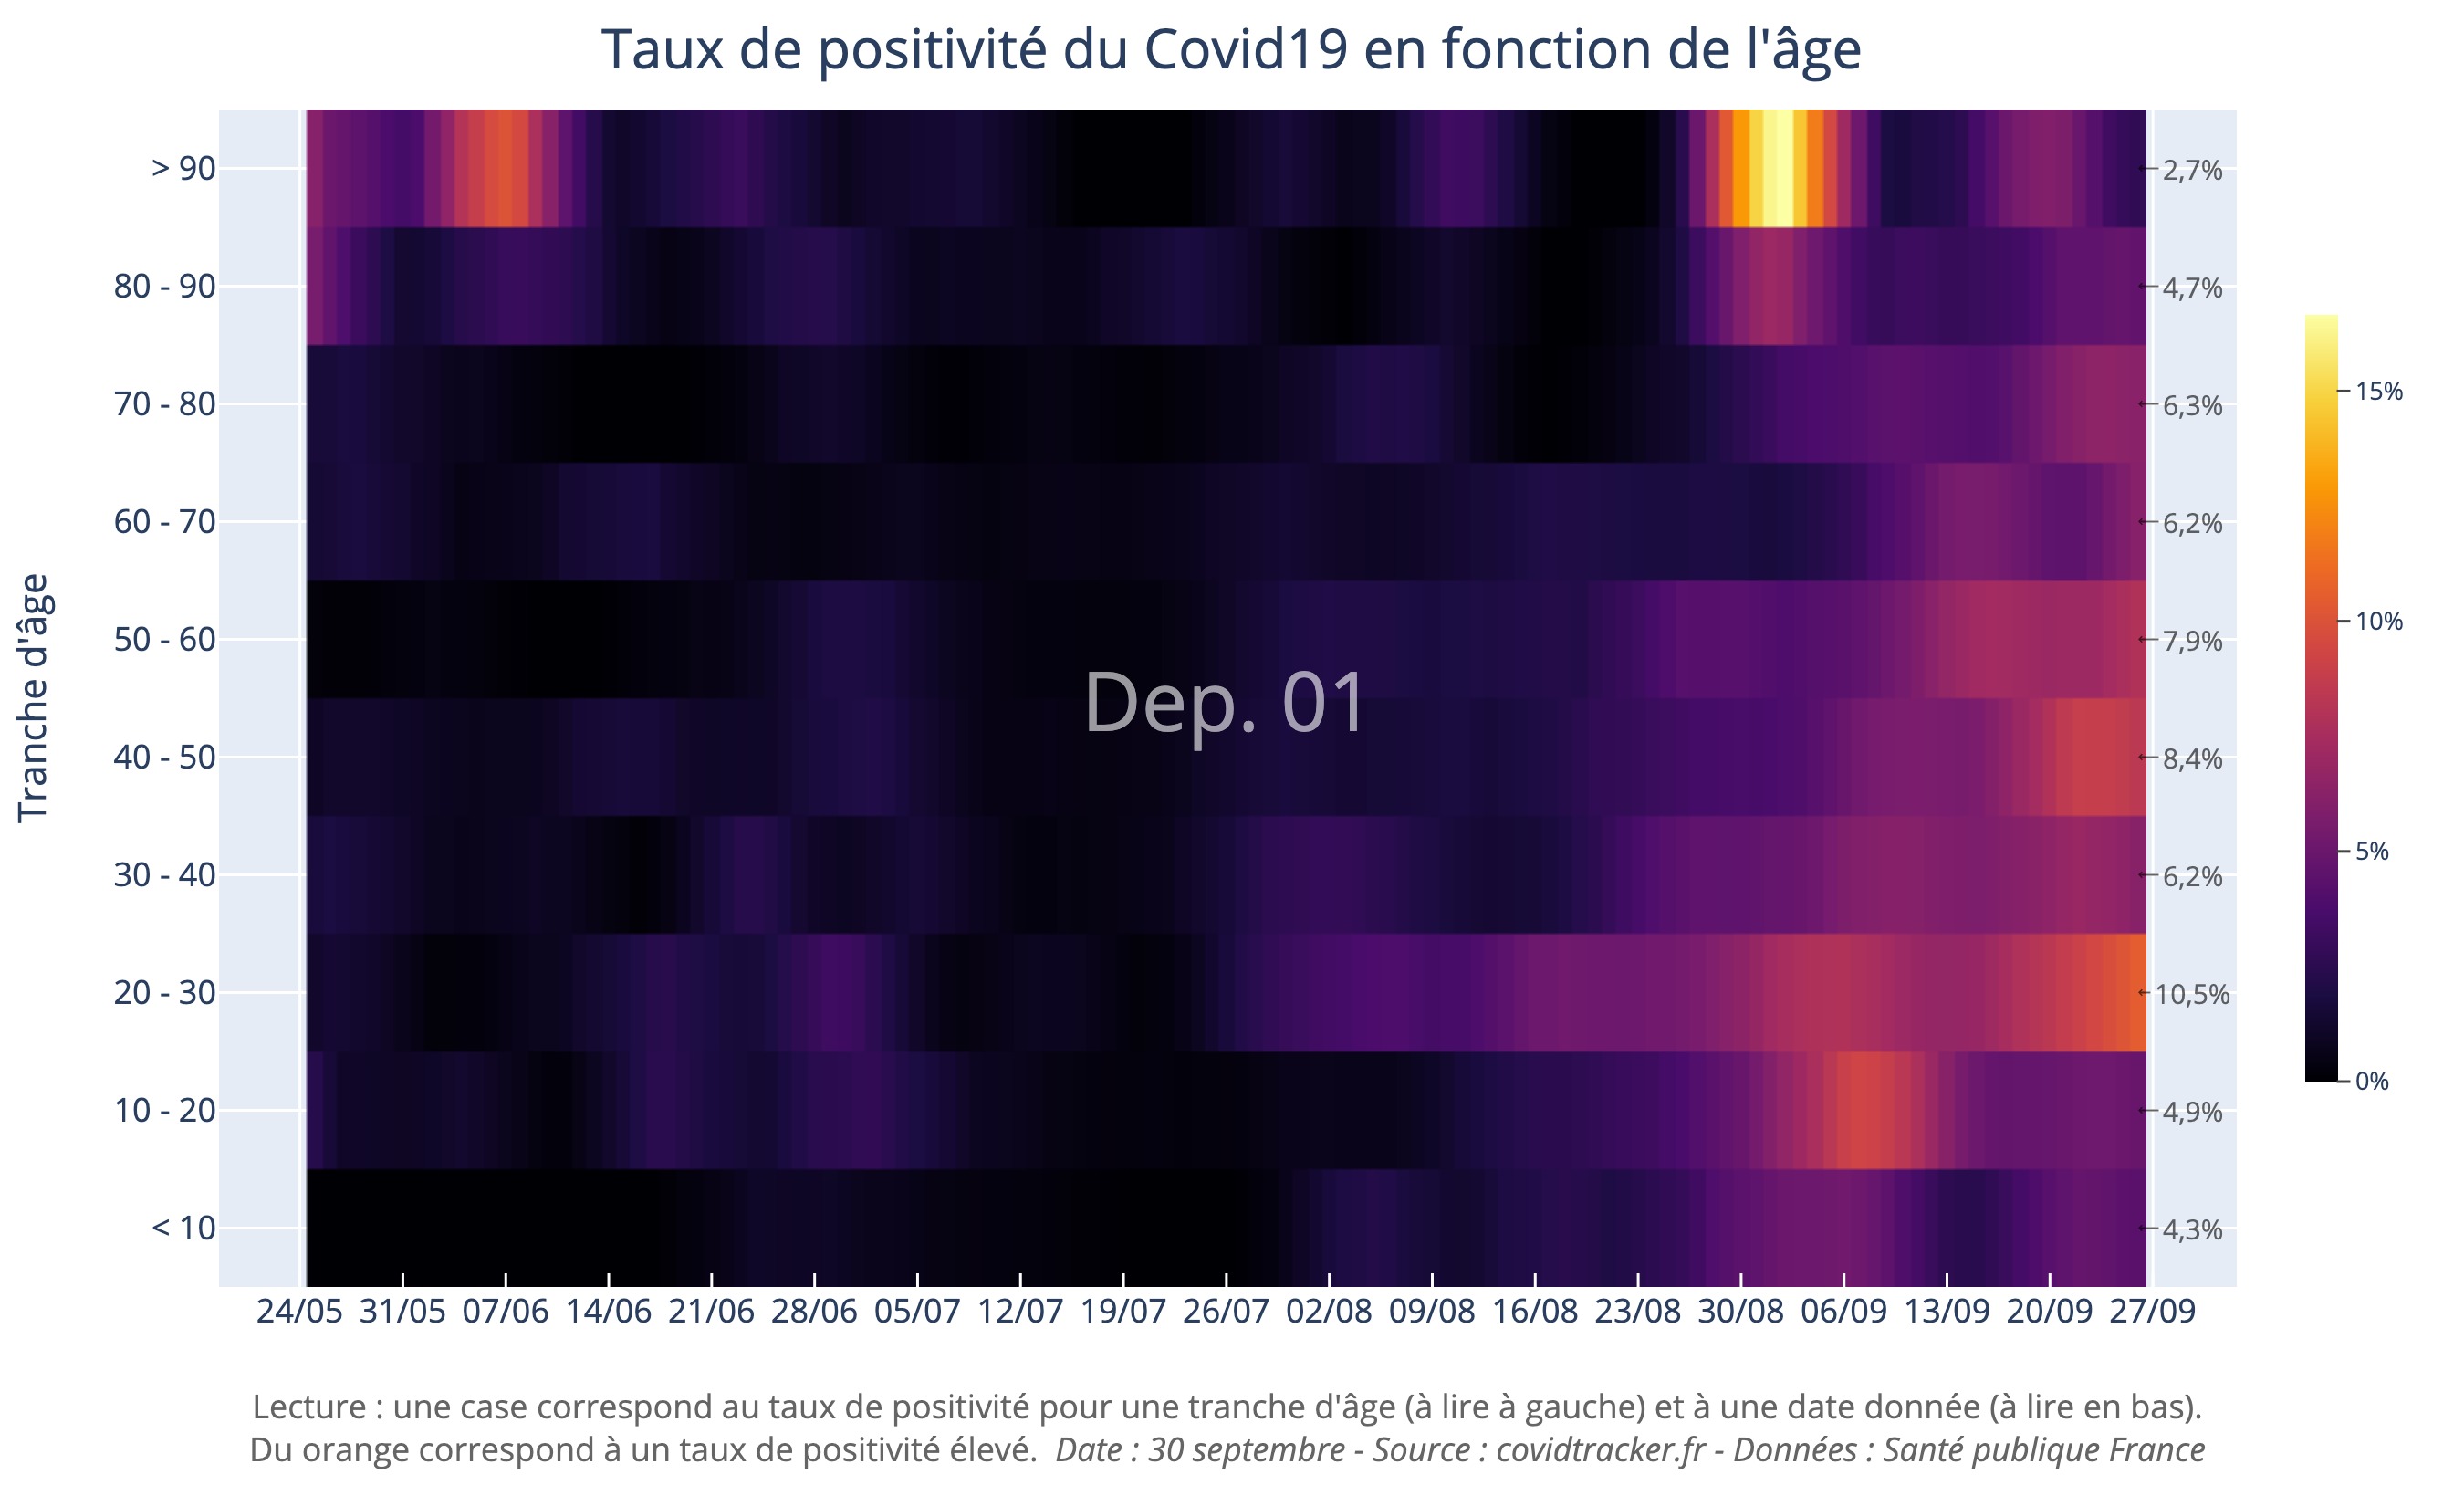 Taux de positivité du Covid19 en fonction de l'âge
Tranche d'âge
> 90
80 - 90
70 - 80
60 - 70
50 - 60
40 - 50
30 - 40
20 - 30
10 - 20
< 10
Dep. 01
2,7%
4,7%
6,3%
6,2%
7,9%
8,4%
6,2%
10,5%
4,9%
4,3%
15%
10%
5%
0%
24/05 31/05 07/06 14/06 21/06 28/06 05/07 12/07 19/07 26/07 02/08 09/08 16/08 23/08 30/08 06/09 13/09 20/09 27/09
Lecture : une case correspond au taux de positivité pour une tranche d'âge (à lire à gauche) et à une date donnée (à lire en bas).
Du orange correspond à un taux de positivité élevé. Date : 30 septembre - Source : covidtracker.fr - Données : Santé publique France